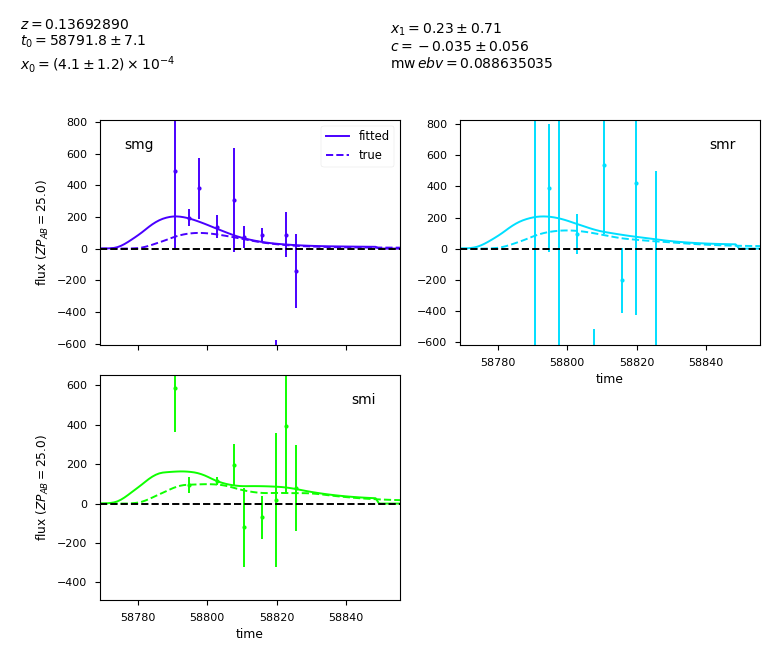 z = 0.13692890
t₀ = 58791.8 ± 7.1
x₀ = (4.1 ± 1.2) × 10⁻⁴
x₁ = 0.23 ± 0.71
c = −0.035 ± 0.056
mw ebv = 0.088635035
smg
fitted
true
800
600
400
200
0
−200
−400
−600
flux (ZP_AB = 25.0)
smr
800
600
400
200
0
−200
−400
−600
58780 58800 58820 58840
time
smi
600
400
200
0
−200
−400
flux (ZP_AB = 25.0)
58780 58800 58820 58840
time